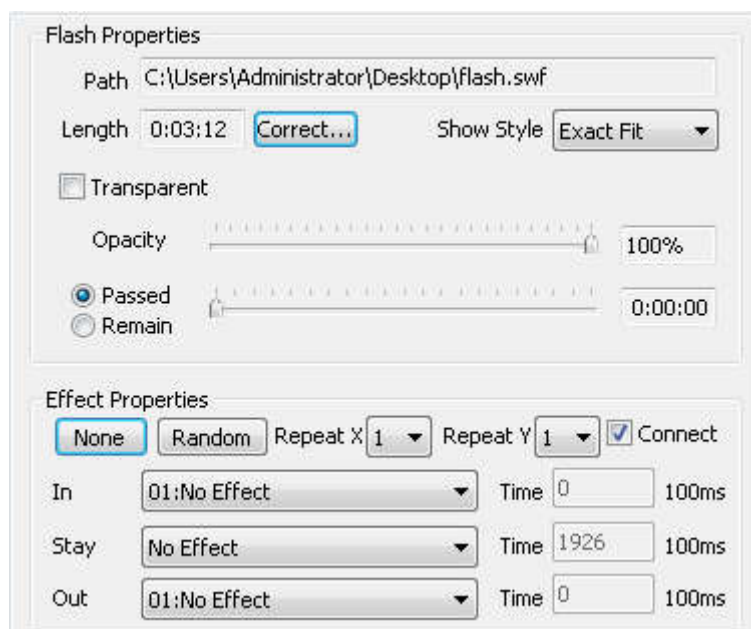 Flash Properties
Path C:\Users\Administrator\Desktop\flash.swf
Length 0:03:12 Correct... Show Style Exact Fit
Transparent
Opacity 100%
Passed 0:00:00
Remain
Effect Properties
None Random Repeat X 1 Repeat Y 1 Connect
In 01:No Effect Time 0 100ms
Stay No Effect Time 1926 100ms
Out 01:No Effect Time 0 100ms